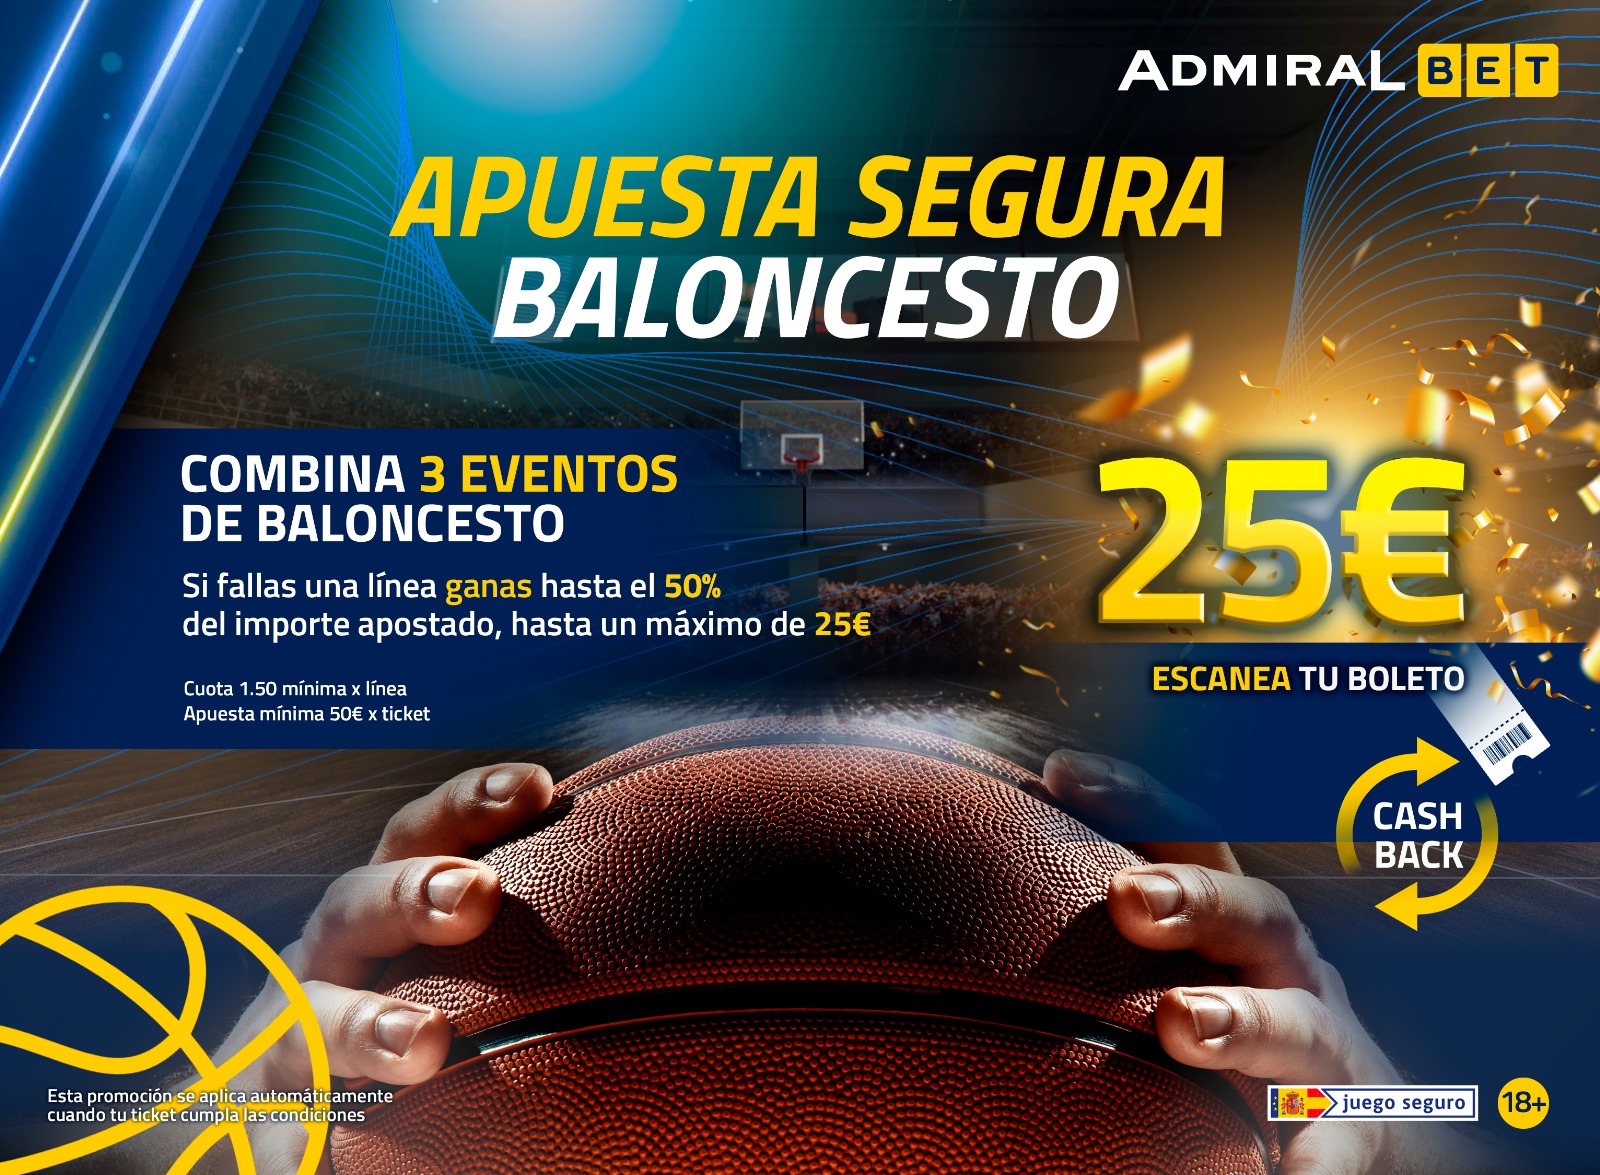 ADMIRAL BET
APUESTA SEGURA
BALONCESTO
COMBINA 3 EVENTOS
DE BALONCESTO
Si fallas una línea ganas hasta el 50%
del importe apostado, hasta un máximo de 25€
Cuota 1.50 mínima x línea
Apuesta mínima 50€ x ticket
25€
ESCANEA TU BOLETO
CASH
BACK
Esta promoción se aplica automáticamente
cuando tu ticket cumpla las condiciones
juego seguro
18+